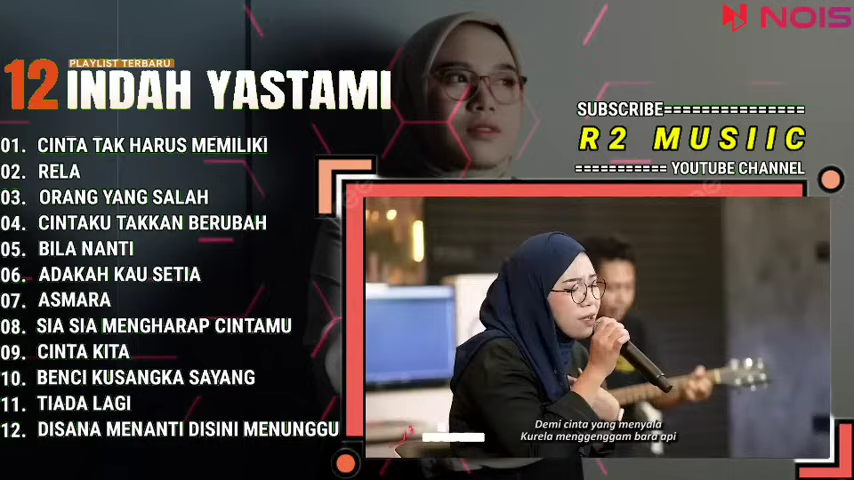 PLAYLIST TERBARU
12 INDAH YASTAMI
01. CINTA TAK HARUS MEMILIKI
02. RELA
03. ORANG YANG SALAH
04. CINTAKU TAKKAN BERUBAH
05. BILA NANTI
06. ADAKAH KAU SETIA
07. ASMARA
08. SIA SIA MENGHARAP CINTAMU
09. CINTA KITA
10. BENCI KUSANGKA SAYANG
11. TIADA LAGI
12. DISANA MENANTI DISINI MENUNGGU
NOIS
SUBSCRIBE===============
R2 MUSIIC
=========== YOUTUBE CHANNEL
Demi cinta yang menyala
Kurela menggenggam bara api